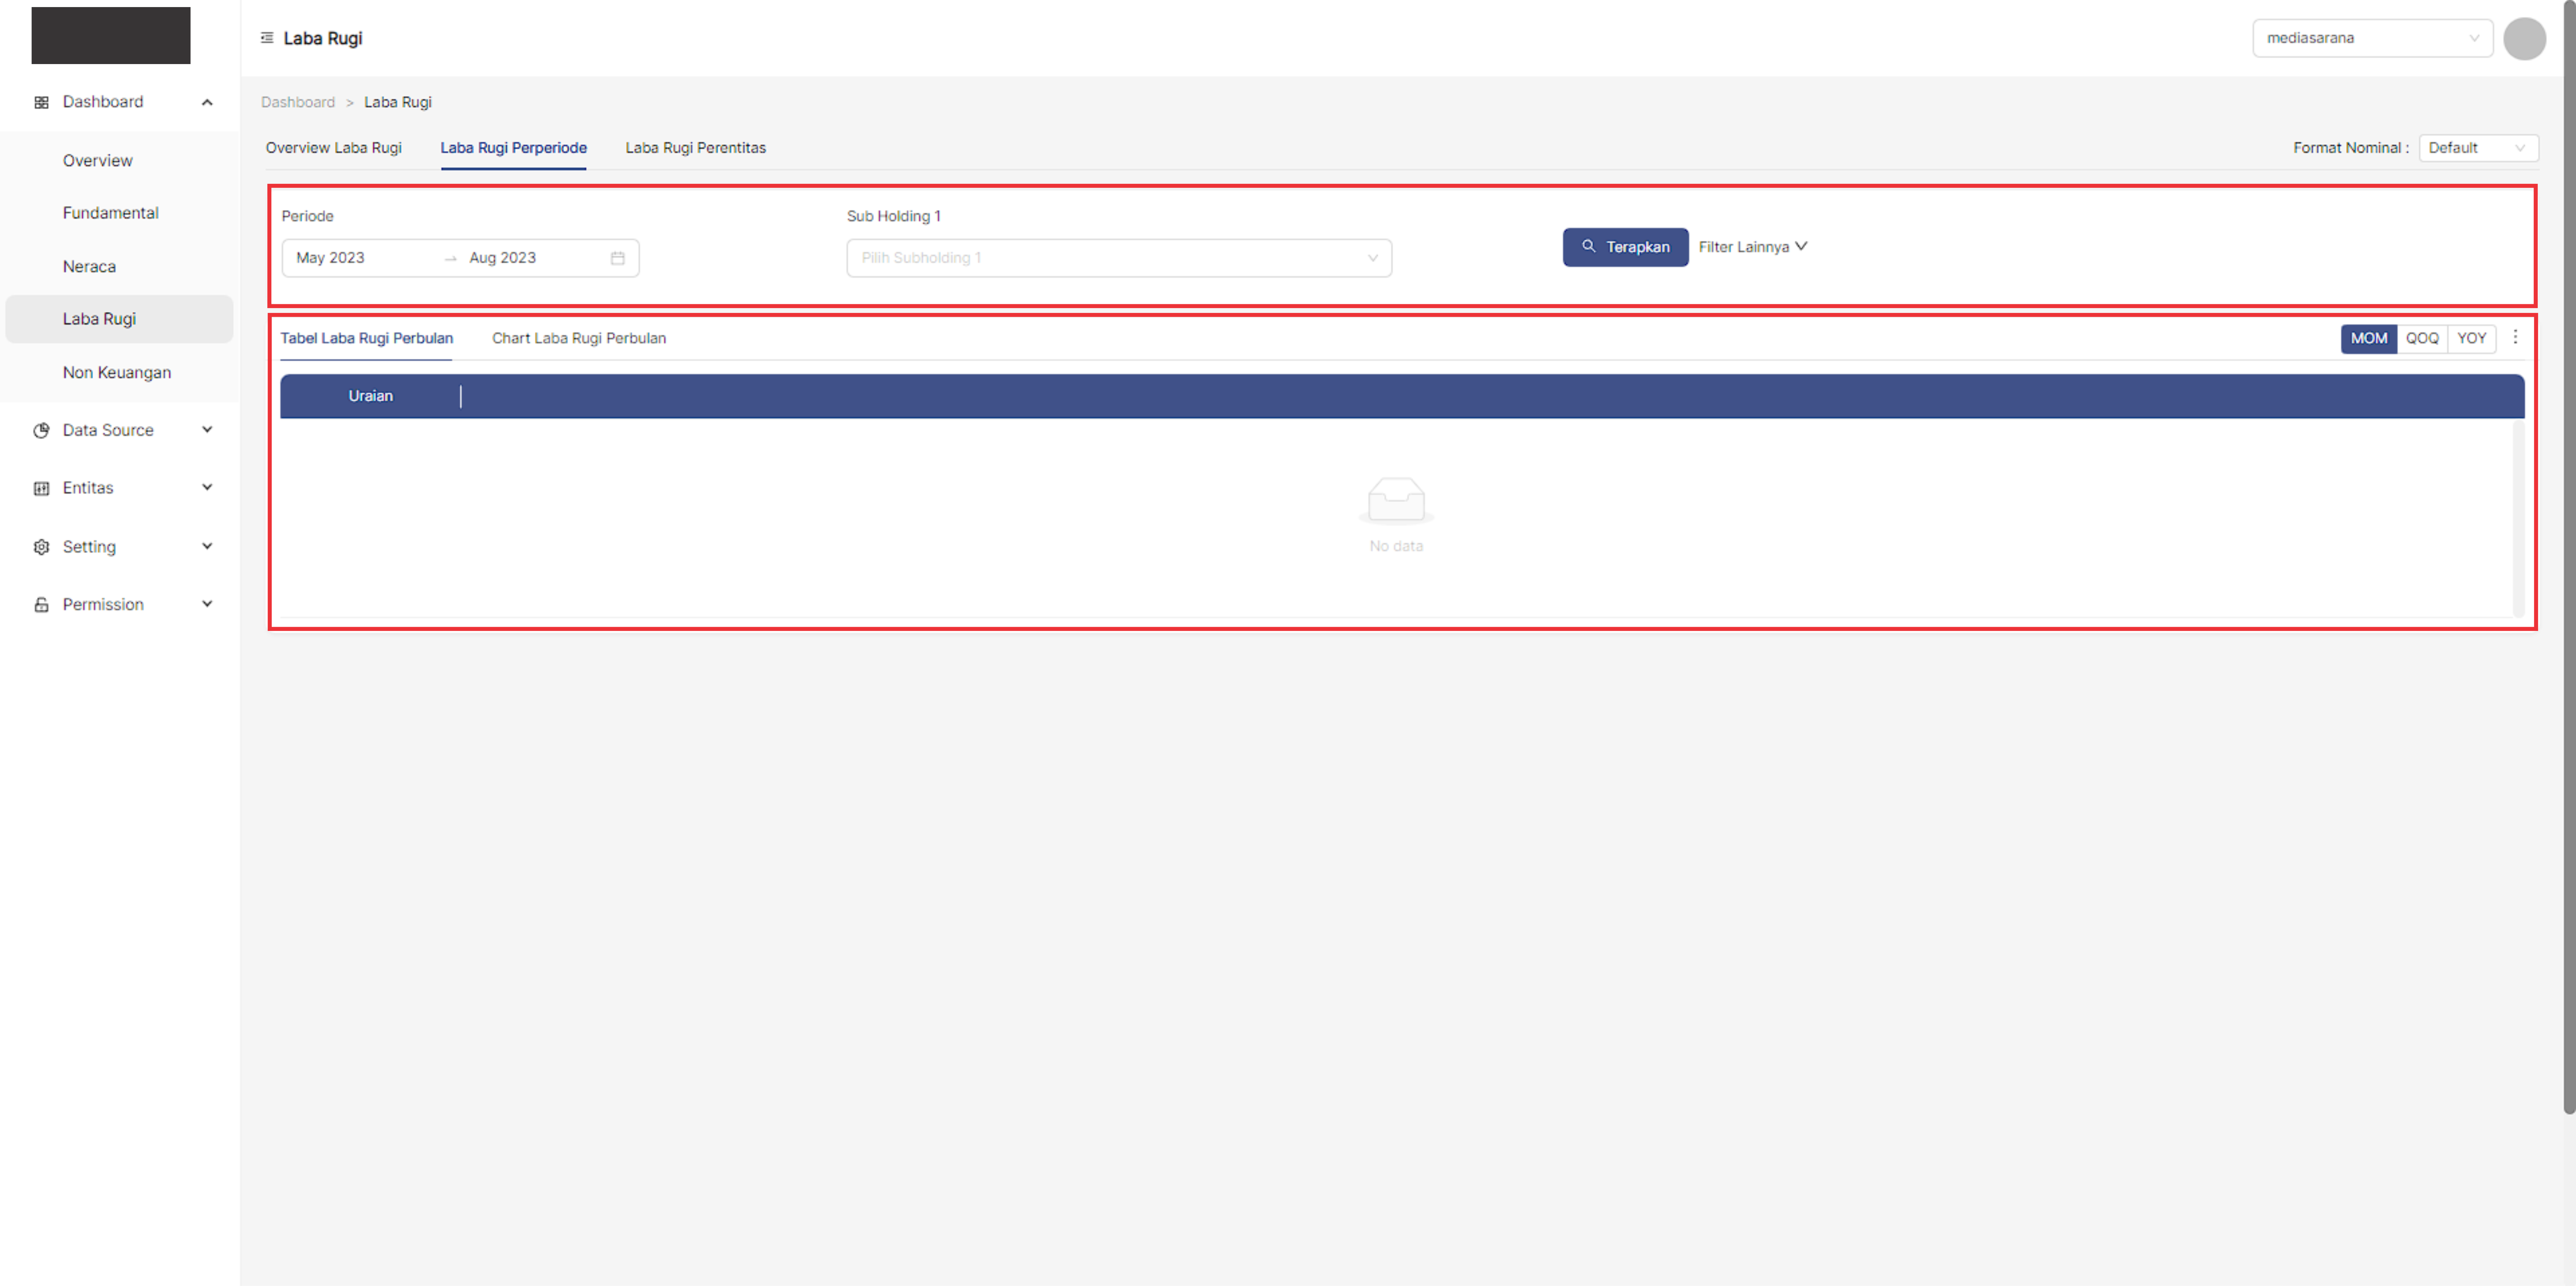 Laba Rugi
mediasarana
Dashboard
Overview
Fundamental
Neraca
Laba Rugi
Non Keuangan
Data Source
Entitas
Setting
Permission
Dashboard > Laba Rugi
Overview Laba Rugi Laba Rugi Perperiode Laba Rugi Perentitas
Format Nominal : Default
Periode
May 2023 → Aug 2023
Sub Holding 1
Pilih Subholding 1
Terapkan Filter Lainnya
Tabel Laba Rugi Perbulan Chart Laba Rugi Perbulan
MOM QOQ YOY
Uraian
No data